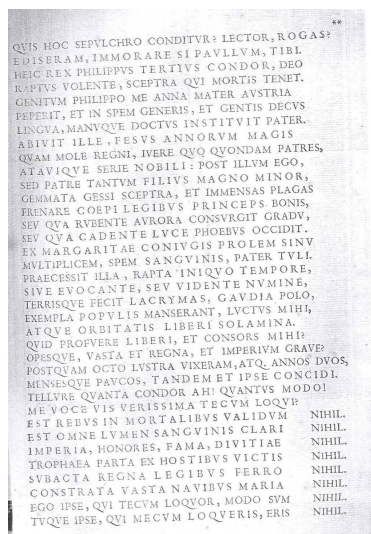 **
QVIS HOC SEPVLCHRO CONDITVR? LECTOR, ROGAS?
EDISERAM, IMMORARE SI PAVLLVM, TIBI.
HEIC REX PHILIPPVS TERTIVS CONDOR, DEO
RAPTVS VOLENTE, SCEPTRA QVI MORTIS TENET.
GENITVM PHILIPPO ME ANNA MATER AVSTRIA
PEPERIT, ET IN SPEM GENERIS, ET GENTIS DECVS
LINGVA, MANVQVE DOCTVS INSTITVIT PATER.
ABIVIT ILLE, FESVS ANNORVM MAGIS
QVAM MOLE REGNI, IVERE QVO QVONDAM PATRES,
ATAVIQVE SERIE NOBILI: POST ILLVM EGO,
SED PATRE TANTVM FILIVS MAGNO MINOR,
GEMMATA GESSI SCEPTRA, ET IMMENSAS PLAGAS
FRENARE COEPI LEGIBVS PRINCEPS BONIS,
SEV QVA RVBENTE AVRORA CONSVRGIT GRADV,
SEV QVA CADENTE LVCE PHOEBVS OCCIDIT.
EX MARGARITAE CONIVGIS PROLEM SINV
MVLTIPLICEM, SPEM SANGVINIS, PATER TVLI.
PRAECESSIT ILLA, RAPTA INIQVO TEMPORE,
SIVE EVOCANTE, SEV VIDENTE NVMINE,
TERRISQVE FECIT LACRYMAS, GAVDIA POLO,
EXEMPLA POPVLIS MANSERANT, LVCTVS MIHI,
ATQVE ORBITATIS LIBERI SOLAMINA.
QVID PROFVERE LIBERI, ET CONSORS MIHI?
OPESQVE, VASTA ET REGNA, ET IMPERIVM GRAVE?
POSTQVAM OCTO LVSTRA VIXERAM, ATQ. ANNOS DVOS,
MENSESQVE PAVCOS, TANDEM ET IPSE CONCIDI.
TELLVRE QVANTA CONDOR AH! QVANTVS MODO!
ME VOCE VIS VERISSIMA TECVM LOQVI?
EST REBVS IN MORTALIBVS VALIDVM NIHIL.
EST OMNE LVMEN SANGVINIS CLARI NIHIL.
IMPERIA, HONORES, FAMA, DIVITIAE NIHIL.
TROPHAEA PARTA EX HOSTIBVS VICTIS NIHIL.
SVBACTA REGNA LEGIBVS FERRO NIHIL.
CONSTRATA VASTA NAVIBVS MARIA NIHIL.
EGO IPSE, QVI TECVM LOQVOR, MODO SVM NIHIL.
TVQVE IPSE, QVI MECVM LOQVERIS, ERIS NIHIL.